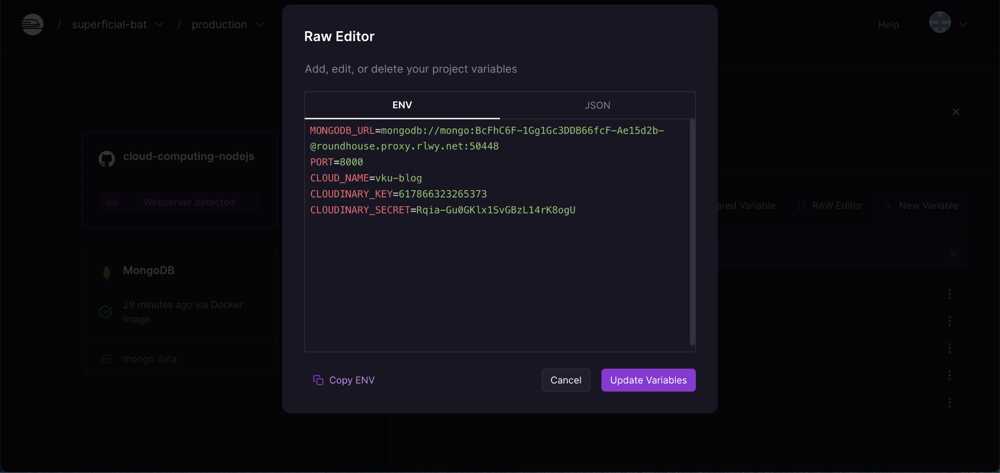 / superficial-bat / production
Help
Raw Editor
Add, edit, or delete your project variables
ENV JSON
MONGODB_URL=mongodb://mongo:BcFhC6F-1Gg1Gc3DDB66fcF-Ae15d2b-
@roundhouse.proxy.rlwy.net:50448
PORT=8000
CLOUD_NAME=vku-blog
CLOUDINARY_KEY=617866323265373
CLOUDINARY_SECRET=Rqia-Gu0GKlx1SvGBzL14rK8ogU
Copy ENV
Cancel
Update Variables
cloud-computing-nodejs
Webserver detected
MongoDB
29 minutes ago via Docker
Image
mongo data
ared Variable
{} RAW Editor
+ New Variable